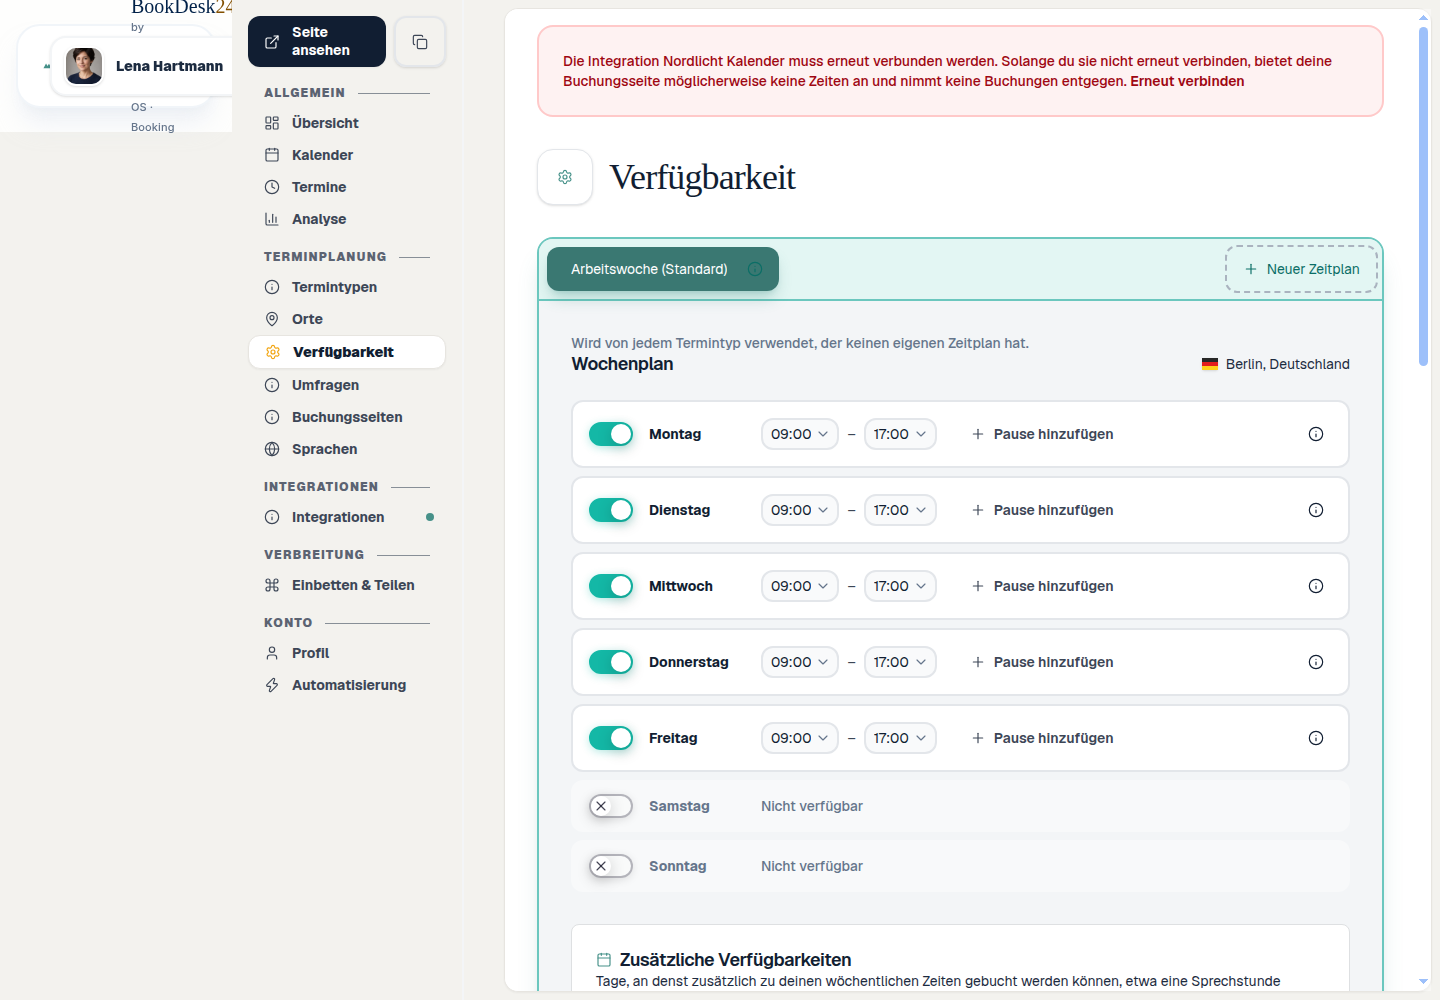 BookDesk24
by
Lena Hartmann
OS ·
Booking
Seite ansehen
ALLGEMEIN
Übersicht
Kalender
Termine
Analyse
TERMINPLANUNG
Termintypen
Orte
Verfügbarkeit
Umfragen
Buchungsseiten
Sprachen
INTEGRATIONEN
Integrationen
VERBREITUNG
Einbetten & Teilen
KONTO
Profil
Automatisierung
Die Integration Nordlicht Kalender muss erneut verbunden werden. Solange du sie nicht erneut verbinden, bietet deine
Buchungsseite möglicherweise keine Zeiten an und nimmt keine Buchungen entgegen. Erneut verbinden
Verfügbarkeit
Arbeitswoche (Standard)
Neuer Zeitplan
Wird von jedem Termintyp verwendet, der keinen eigenen Zeitplan hat.
Wochenplan
Berlin, Deutschland
Montag 09:00 – 17:00 Pause hinzufügen
Dienstag 09:00 – 17:00 Pause hinzufügen
Mittwoch 09:00 – 17:00 Pause hinzufügen
Donnerstag 09:00 – 17:00 Pause hinzufügen
Freitag 09:00 – 17:00 Pause hinzufügen
Samstag Nicht verfügbar
Sonntag Nicht verfügbar
Zusätzliche Verfügbarkeiten
Tage, an denst zusätzlich zu deinen wöchentlichen Zeiten gebucht werden können, etwa eine Sprechstunde